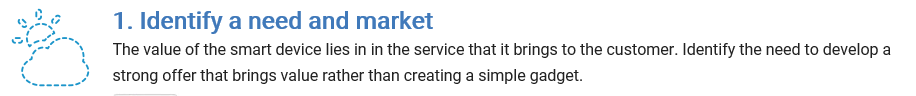 1. Identify a need and market
The value of the smart device lies in in the service that it brings to the customer. Identify the need to develop a
strong offer that brings value rather than creating a simple gadget.